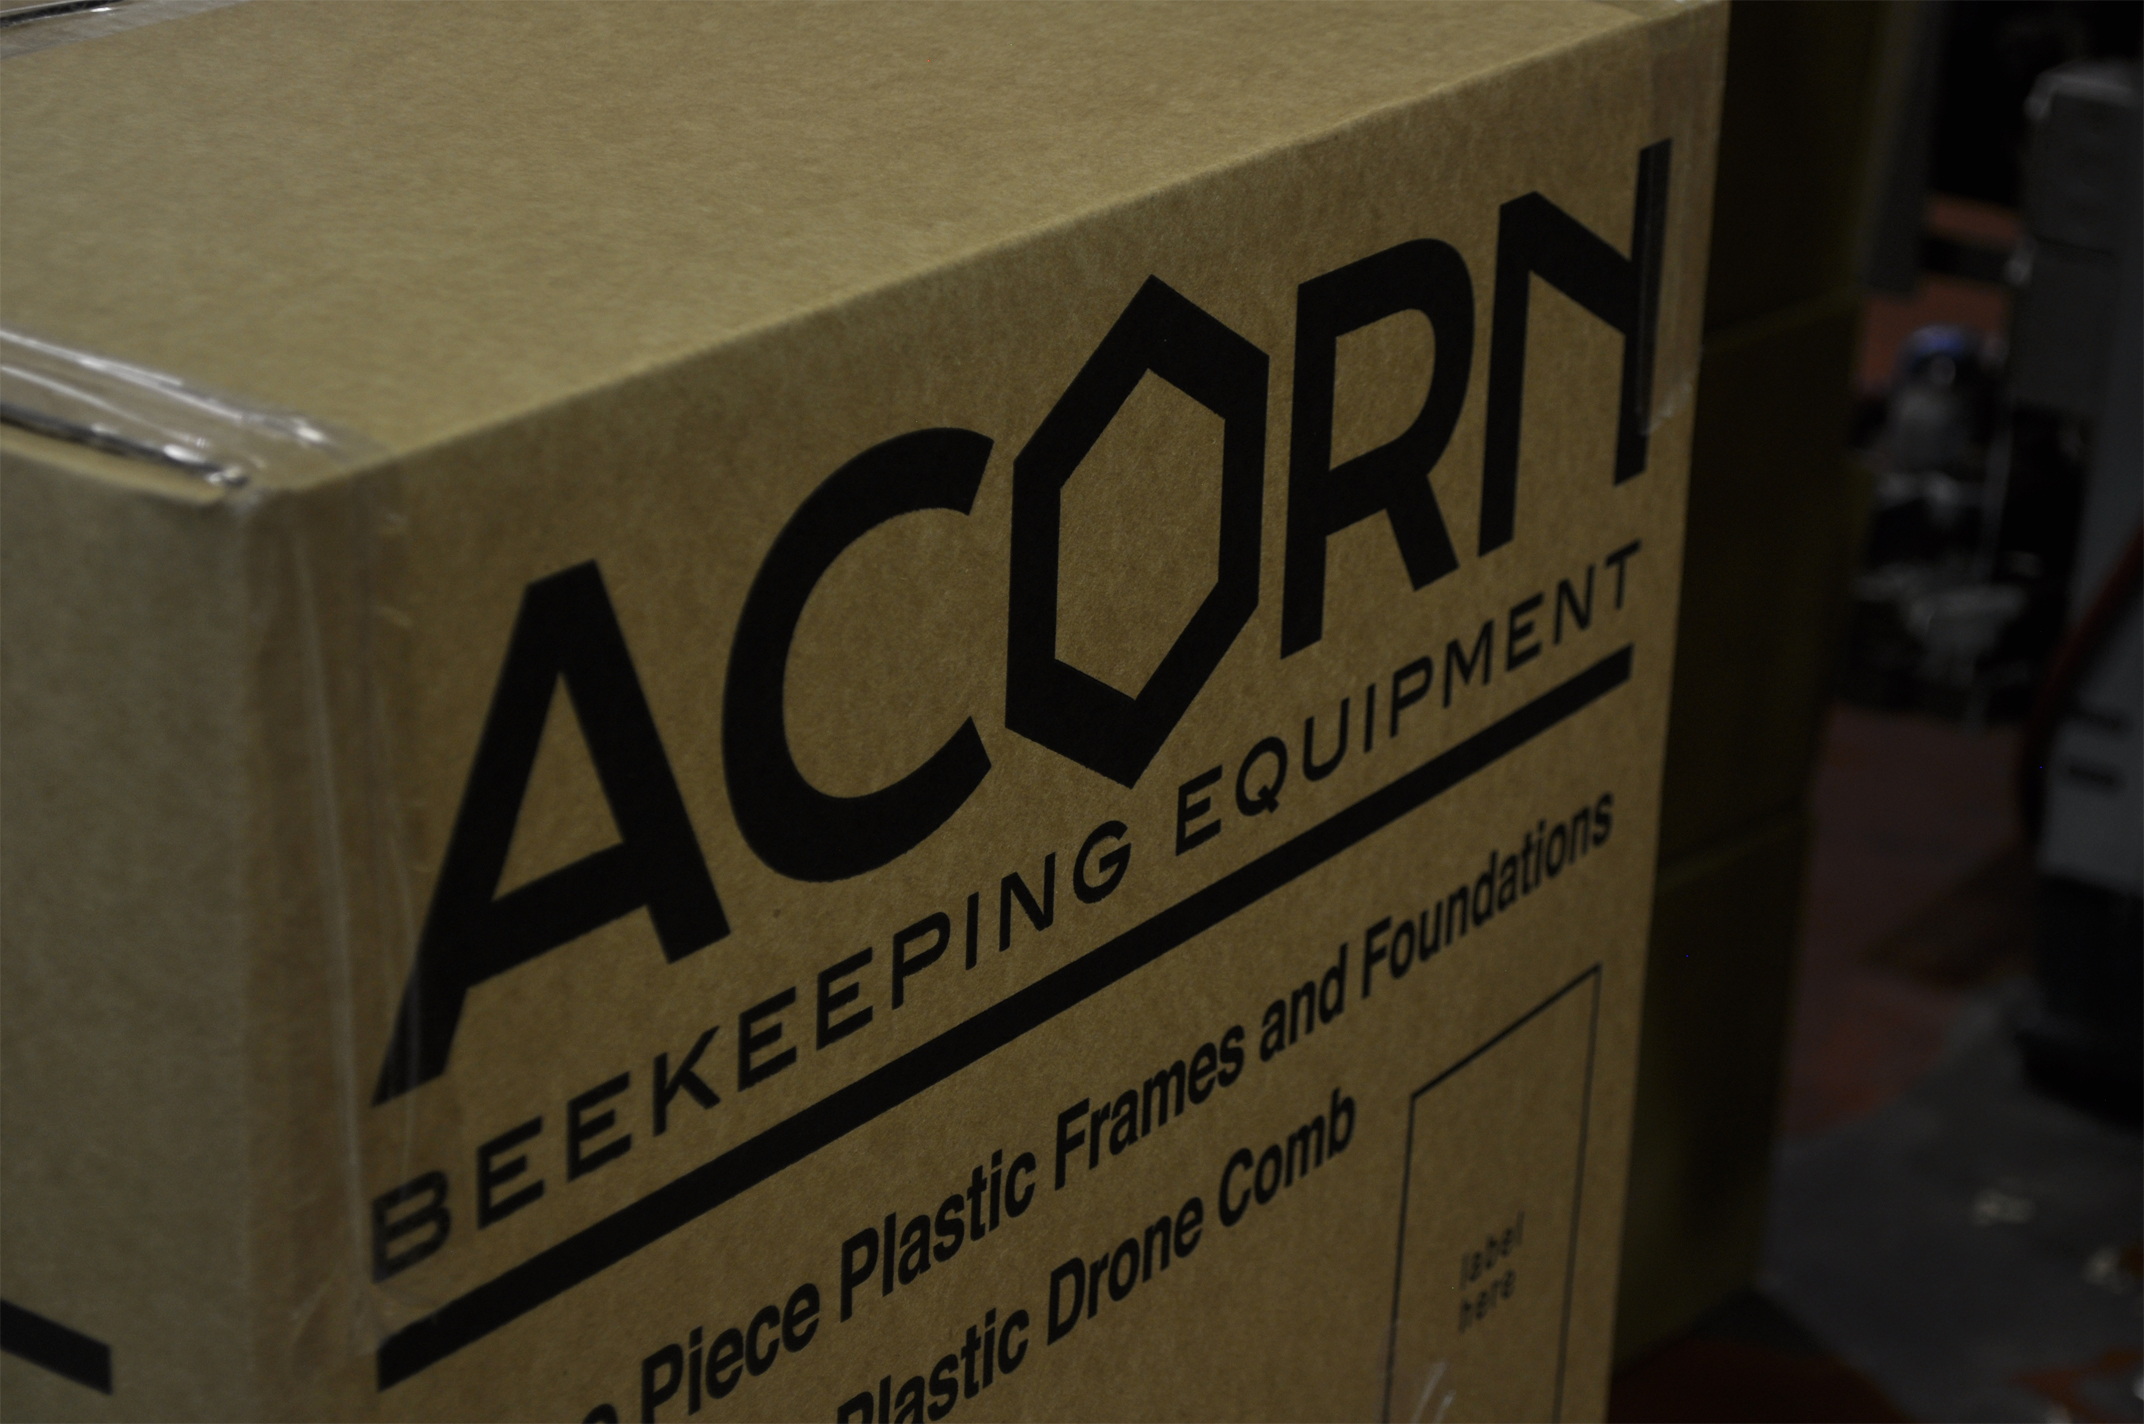 ACORN
BEEKEEPING EQUIPMENT
Piece Plastic Frames and Foundations
Plastic Drone Comb
label
here